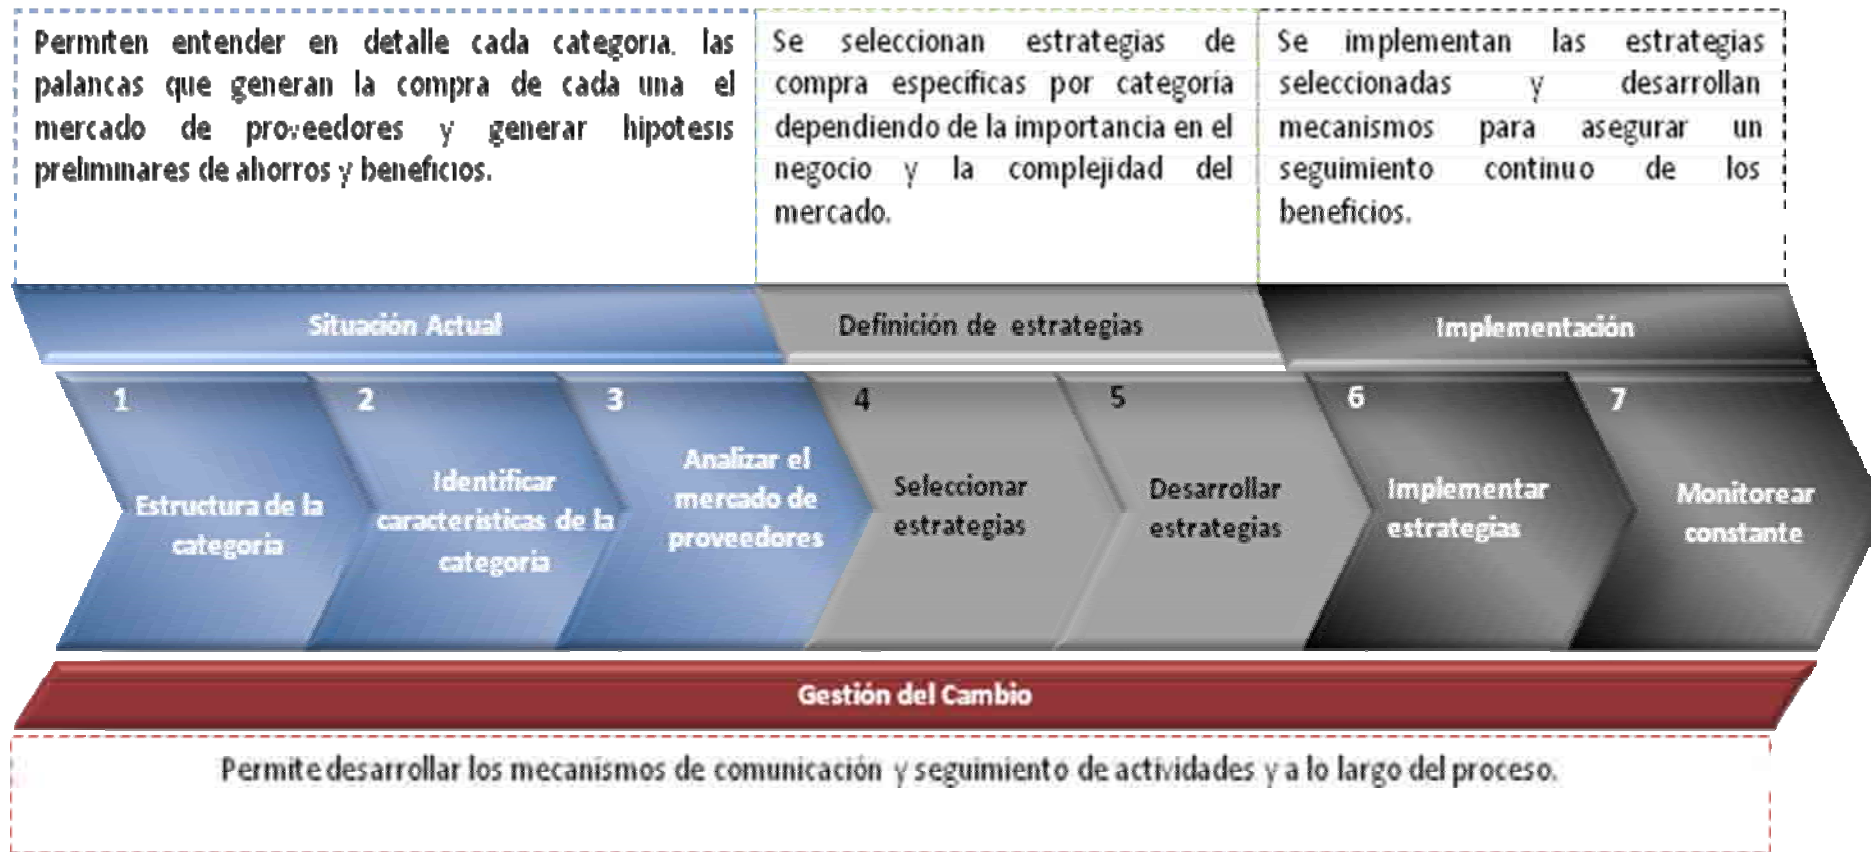 Permiten entender en detalle cada categoria. las
palancas que generan la compra de cada una el
mercado de proveedores y generar hipotesis
preliminares de ahorros y beneficios.
Se seleccionan estrategias de
compra específicas por categoria
dependiendo de la importancia en el
negocio y la complejidad del
mercado.
Se implementan las estrategias
seleccionadas y desarrollan
mecanismos para asegurar un
seguimiento continuo de los
beneficios.
Situación Actual
Definición de estrategias
Implementación
1
Estructura de la
categoria
2
Identificar
caracteristicas de la
categoria
3
Analizar el
mercado de
proveedores
4
Seleccionar
estrategias
5
Desarrollar
estrategias
6
Implementar
estrategias
7
Monitorear
constante
Gestión del Cambio
Permite desarrollar los mecanismos de comunicación y seguimiento de actividades y a lo largo del proceso.